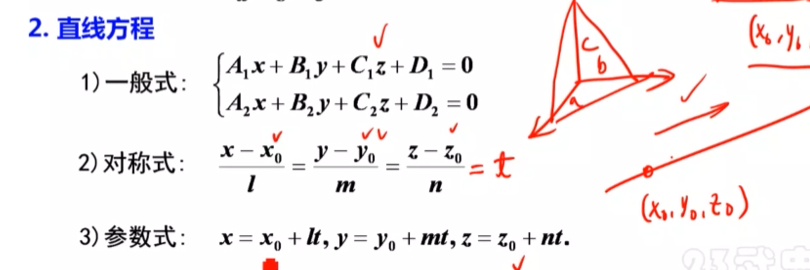 2. 直线方程
1) 一般式: { A₁x + B₁y + C₁z + D₁ = 0
A₂x + B₂y + C₂z + D₂ = 0
2) 对称式: (x − x₀)/l = (y − y₀)/m = (z − z₀)/n = t
3) 参数式: x = x₀ + lt, y = y₀ + mt, z = z₀ + nt.
c
b
a
(x₀, y₀, z₀)